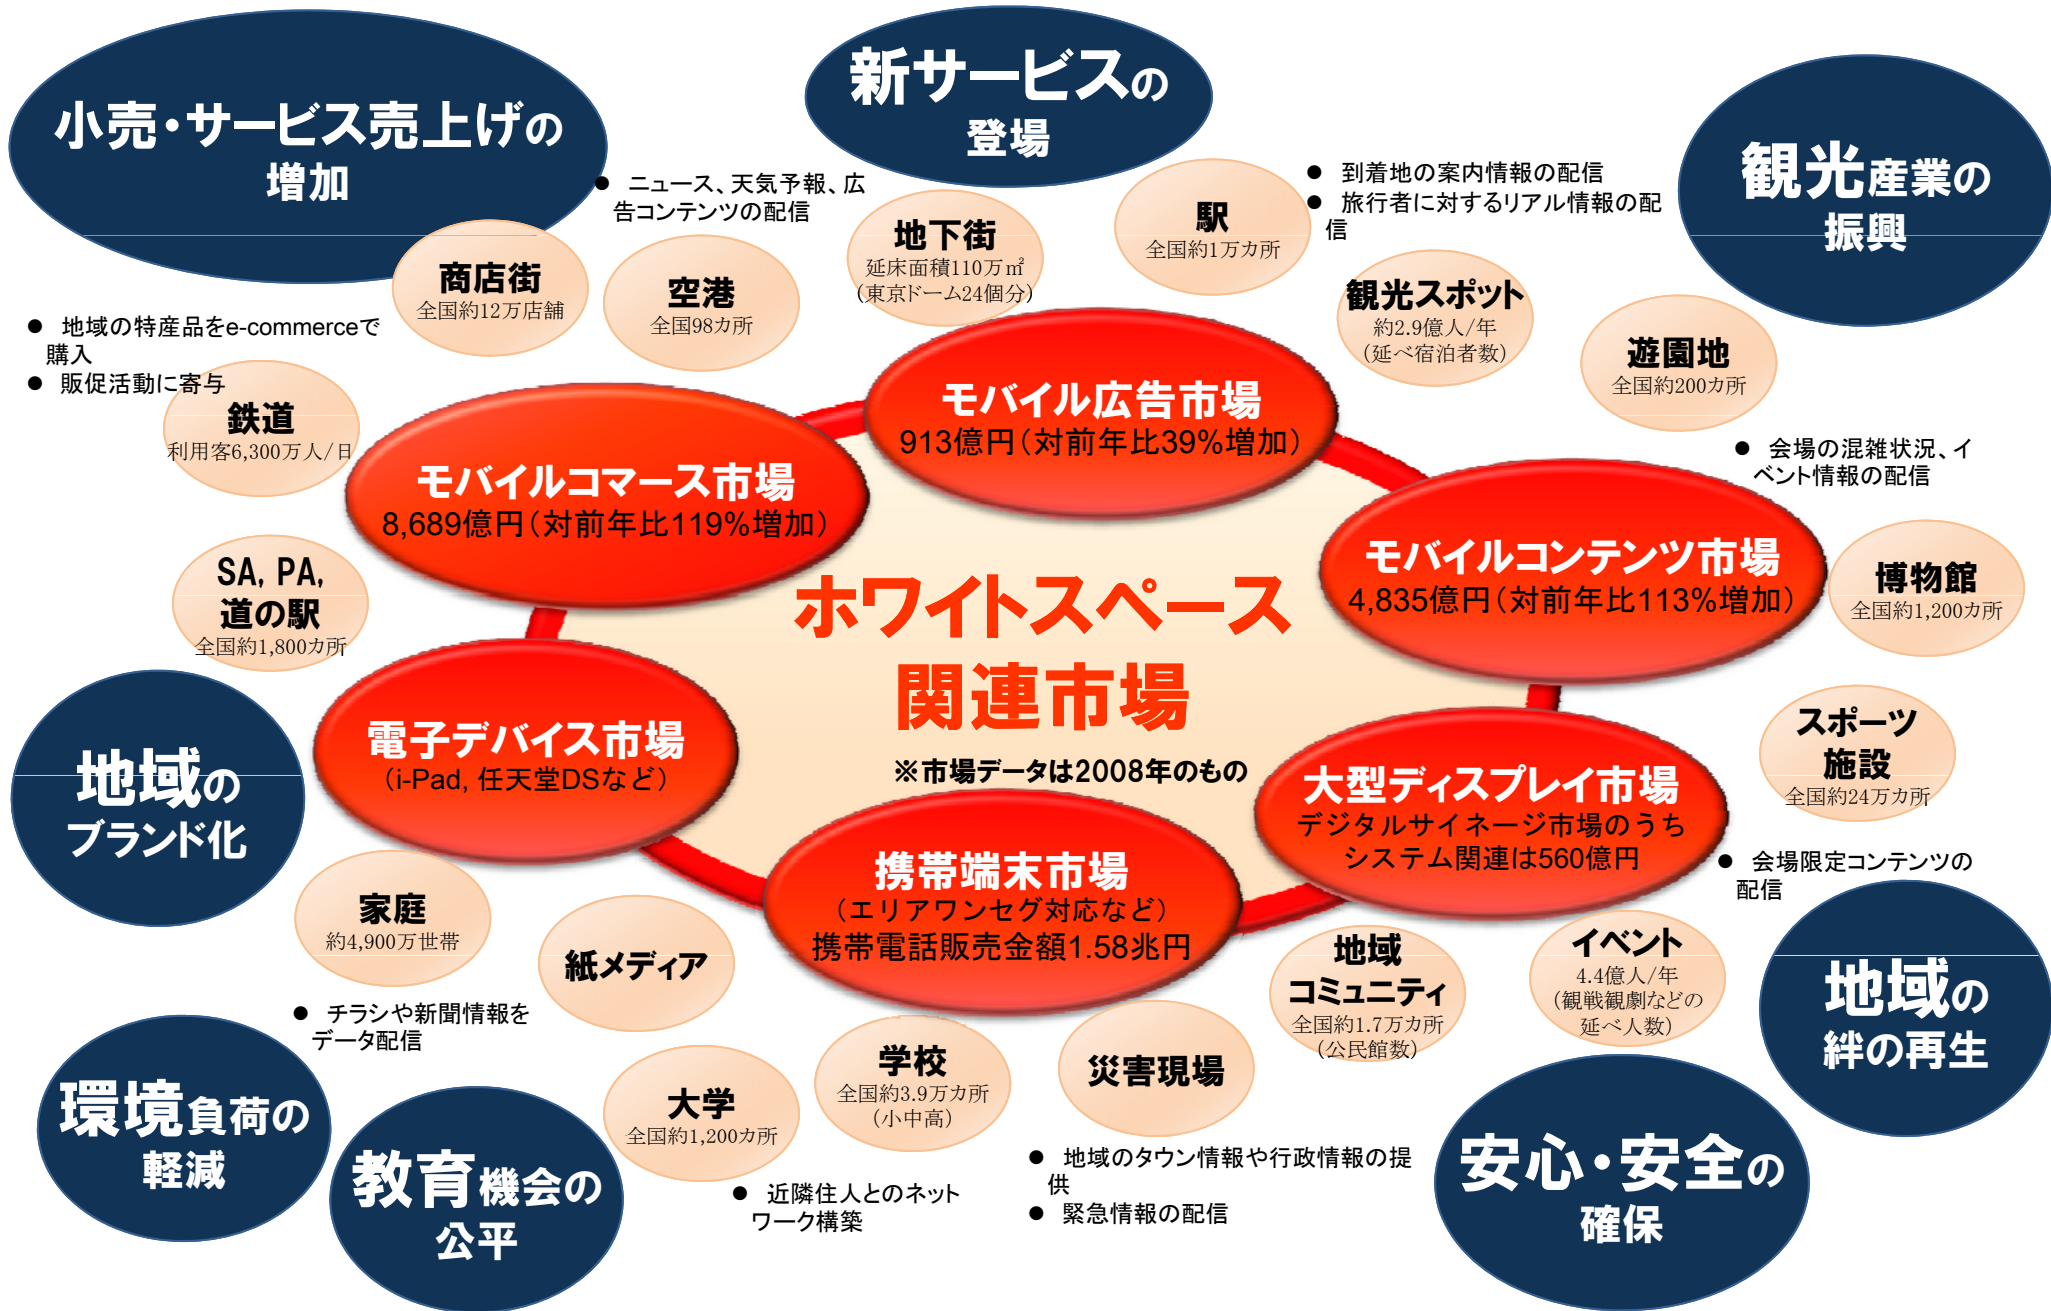 小売・サービス売上げの
増加
新サービスの
登場
観光産業の
振興
● ニュース、天気予報、広
告コンテンツの配信
● 到着地の案内情報の配信
● 旅行者に対するリアル情報の配
信
商店街
全国約12万店舗
空港
全国98カ所
地下街
延床面積110万㎡
(東京ドーム24個分)
駅
全国約1万カ所
観光スポット
約2.9億人/年
(延べ宿泊者数)
遊園地
全国約200カ所
● 地域の特産品をe-commerceで
購入
● 販促活動に寄与
鉄道
利用客6,300万人/日
● 会場の混雑状況、イ
ベント情報の配信
モバイル広告市場
913億円（対前年比39%増加）
モバイルコマース市場
8,689億円（対前年比119%増加）
モバイルコンテンツ市場
4,835億円（対前年比113%増加）
SA, PA,
道の駅
全国約1,800カ所
博物館
全国約1,200カ所
ホワイトスペース
関連市場
※市場データは2008年のもの
スポーツ
施設
全国約24万カ所
電子デバイス市場
（i-Pad, 任天堂DSなど）
大型ディスプレイ市場
デジタルサイネージ市場のうち
システム関連は560億円
携帯端末市場
（エリアワンセグ対応など）
携帯電話販売金額1.58兆円
地域の
ブランド化
● 会場限定コンテンツの
配信
家庭
約4,900万世帯
紙メディア
地域
コミュニティ
全国約1.7万カ所
(公民館数)
イベント
4.4億人/年
(観戦観劇などの
延べ人数)
地域の
絆の再生
● チラシや新聞情報を
データ配信
環境負荷の
軽減
教育機会の
公平
大学
全国約1,200カ所
学校
全国約3.9万カ所
(小中高)
災害現場
● 近隣住人とのネット
ワーク構築
● 地域のタウン情報や行政情報の提
供
● 緊急情報の配信
安心・安全の
確保